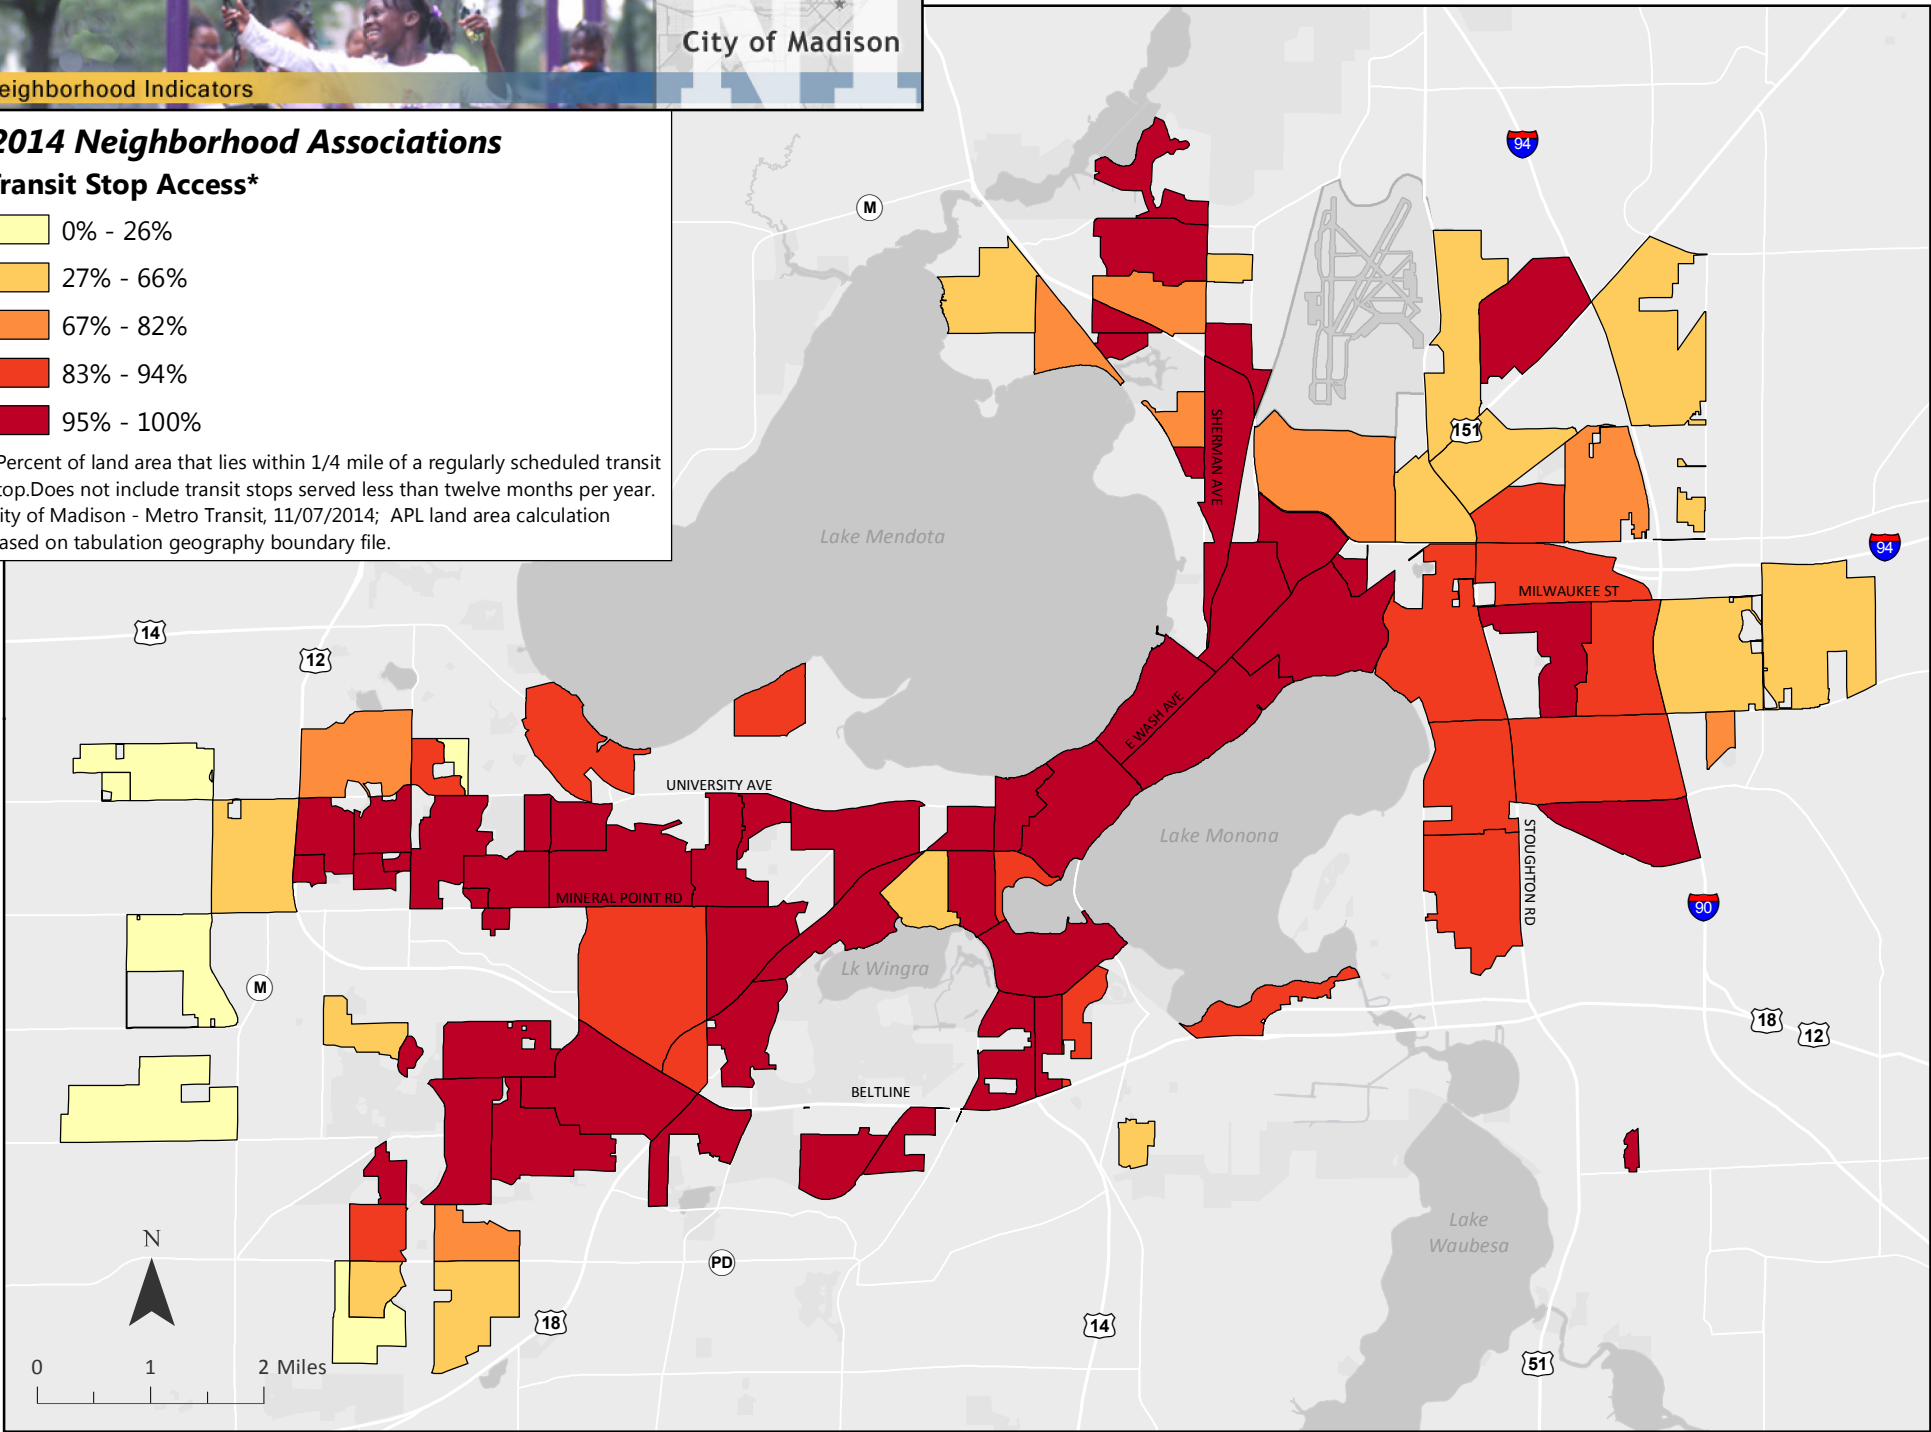 City of Madison
eighborhood Indicators
2014 Neighborhood Associations
Transit Stop Access*
0% - 26%
27% - 66%
67% - 82%
83% - 94%
95% - 100%
Percent of land area that lies within 1/4 mile of a regularly scheduled transit
top.Does not include transit stops served less than twelve months per year.
ity of Madison - Metro Transit, 11/07/2014; APL land area calculation
ased on tabulation geography boundary file.
94
M
SHERMAN AVE
151
Lake Mendota
94
MILWAUKEE ST
14
12
E WASH AVE
UNIVERSITY AVE
Lake Monona
STOUGHTON RD
MINERAL POINT RD
90
Lk Wingra
M
18
12
BELTLINE
Lake
Waubesa
N
PD
18
14
51
0 1 2 Miles